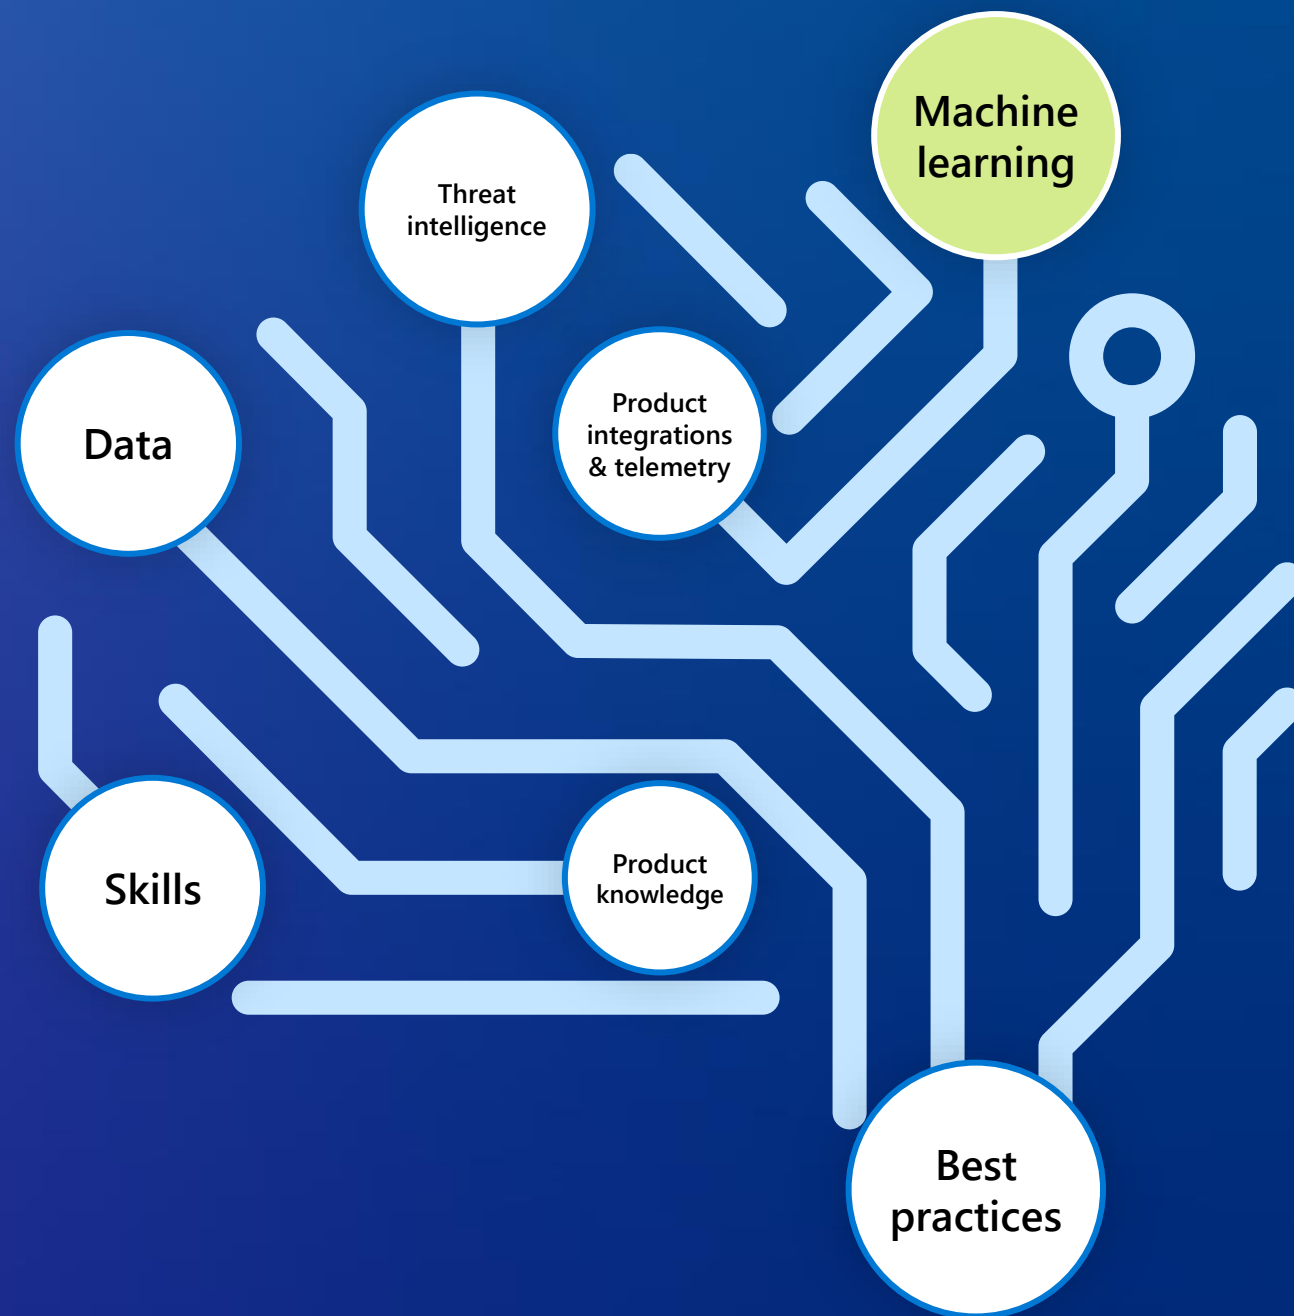 Machine
learning
Threat
intelligence
Product
integrations
& telemetry
Data
Product
knowledge
Skills
Best
practices